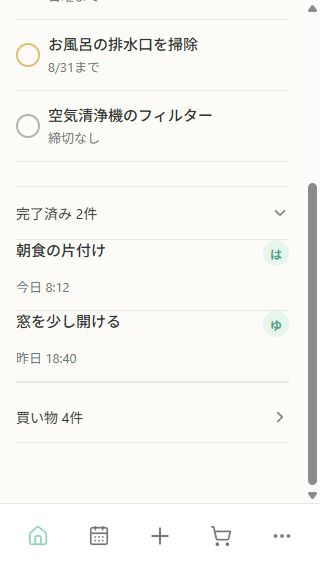 お風呂の排水口を掃除
8/31まで
空気清浄機のフィルター
締切なし
完了済み 2件
朝食の片付け
は
今日 8:12
窓を少し開ける
ゆ
昨日 18:40
買い物 4件